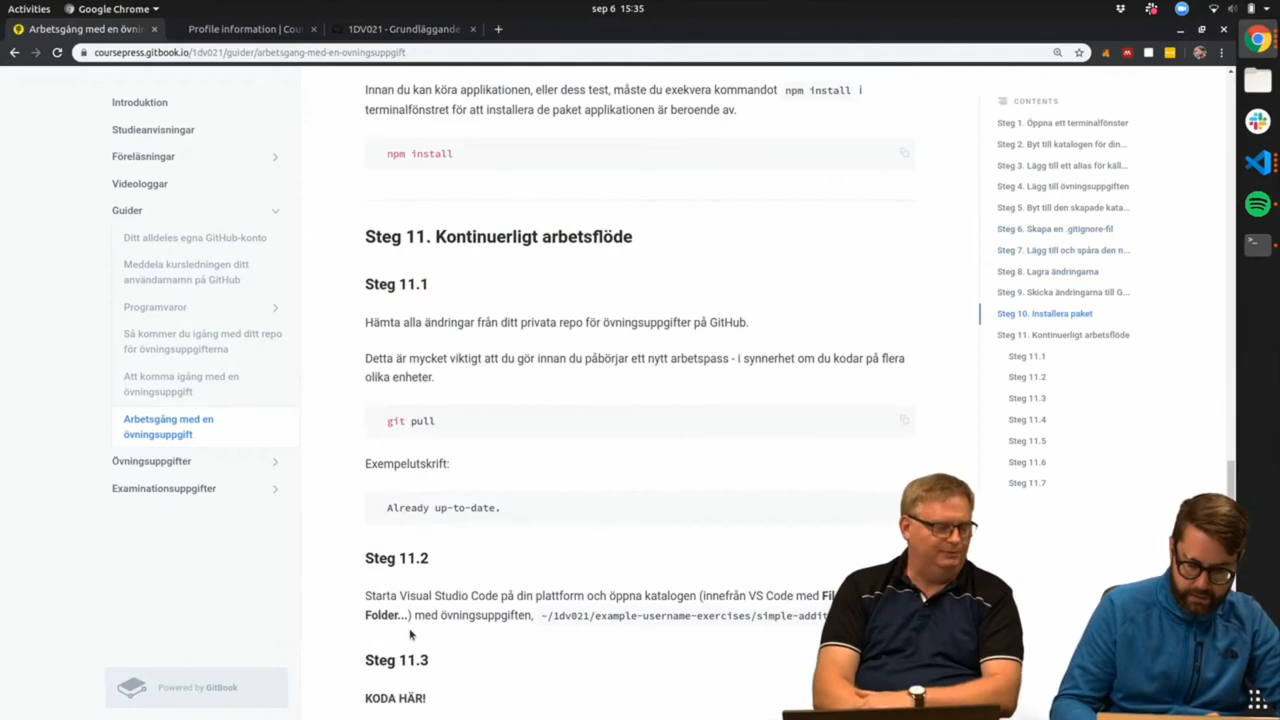 Activities
Google Chrome
sep 6 15:35
Arbetsgång med en övni
Profile information | Cou
1DV021 - Grundläggande
coursepress.gitbook.io/1dv021/guider/arbetsgang-med-en-ovningsuppgift
Introduktion
Studieanvisningar
Föreläsningar
Videologgar
Guider
Ditt alldeles egna GitHub-konto
Meddela kursledningen ditt
användarnamn på GitHub
Programvaror
Så kommer du igång med ditt repo
för övningsuppgifterna
Att komma igång med en
övningsuppgift
Arbetsgång med en
övningsuppgift
Övningsuppgifter
Examinationsuppgifter
Powered by GitBook
Innan du kan köra applikationen, eller dess test, måste du exekvera kommandot npm install i
terminalfönstret för att installera de paket applikationen är beroende av.
npm install
Steg 11. Kontinuerligt arbetsflöde
Steg 11.1
Hämta alla ändringar från ditt privata repo för övningsuppgifter på GitHub.
Detta är mycket viktigt att du gör innan du påbörjar ett nytt arbetspass - i synnerhet om du kodar på flera
olika enheter.
git pull
Exempelutskrift:
Already up-to-date.
Steg 11.2
Starta Visual Studio Code på din plattform och öppna katalogen (innefrån VS Code med Fil
Folder...) med övningsuppgiften, ~/1dv021/example-username-exercises/simple-addit
Steg 11.3
KODA HÄR!
CONTENTS
Steg 1. Öppna ett terminalfönster
Steg 2. Byt till katalogen för din...
Steg 3. Lägg till ett alias för käll...
Steg 4. Lägg till övningsuppgiften
Steg 5. Byt till den skapade kata...
Steg 6. Skapa en .gitignore-fil
Steg 7. Lägg till och spåra den n...
Steg 8. Lagra ändringarna
Steg 9. Skicka ändringarna till G...
Steg 10. Installera paket
Steg 11. Kontinuerligt arbetsflöde
Steg 11.1
Steg 11.2
Steg 11.3
Steg 11.4
Steg 11.5
Steg 11.6
Steg 11.7